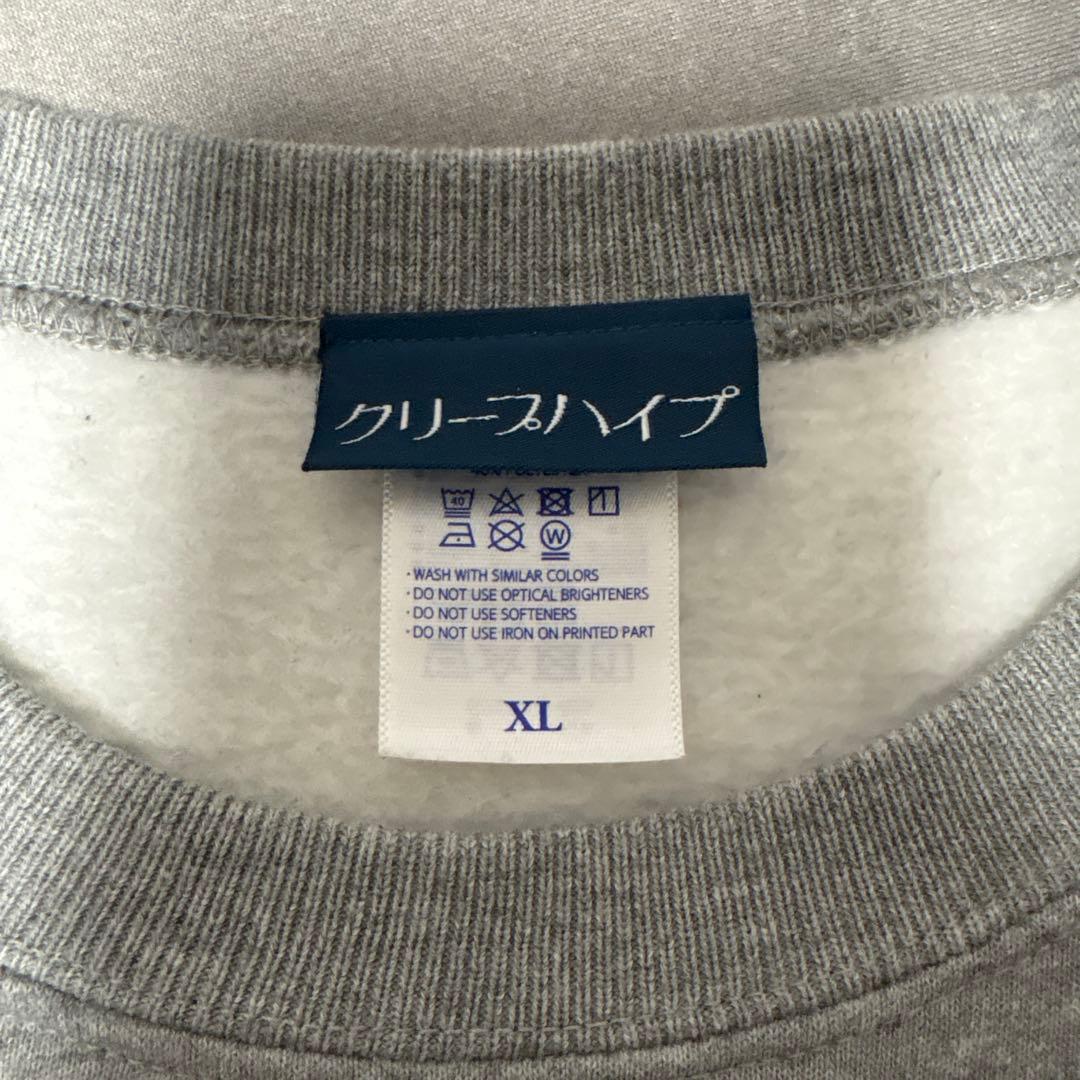 クリープハイプ
40
W
・WASH WITH SIMILAR COLORS
・DO NOT USE OPTICAL BRIGHTENERS
・DO NOT USE SOFTENERS
・DO NOT USE IRON ON PRINTED PART
XL